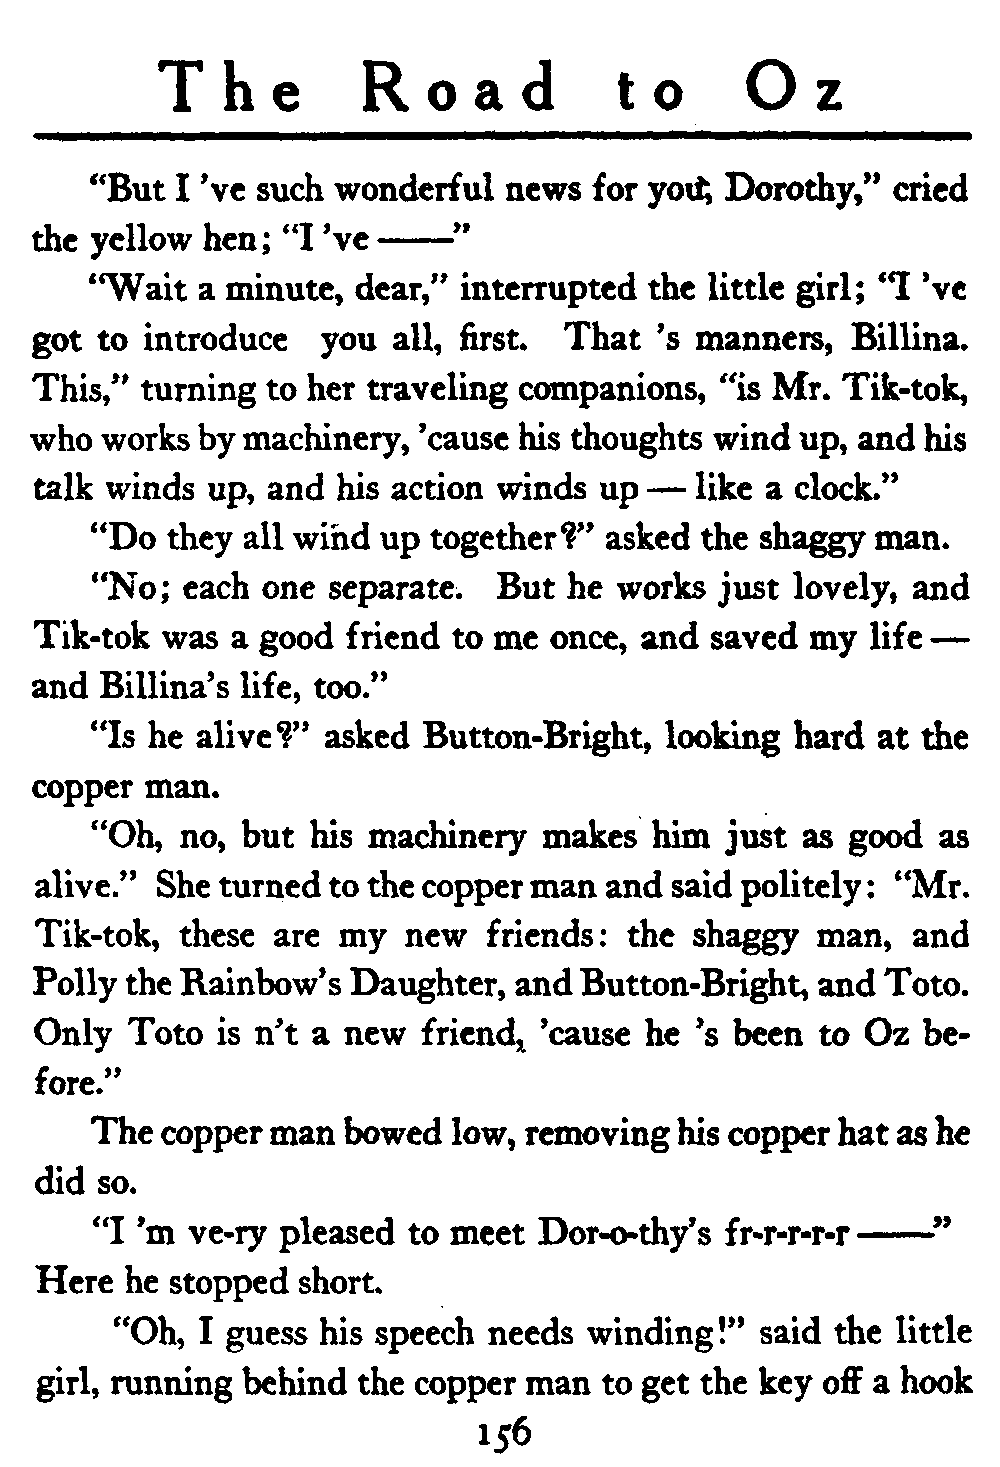 The Road to Oz
“But I ’ve such wonderful news for you, Dorothy,” cried
the yellow hen; “I ’ve ——”
“Wait a minute, dear,” interrupted the little girl; “I ’ve
got to introduce you all, first. That ’s manners, Billina.
This,” turning to her traveling companions, “is Mr. Tik-tok,
who works by machinery, ’cause his thoughts wind up, and his
talk winds up, and his action winds up — like a clock.”
“Do they all wind up together?” asked the shaggy man.
“No; each one separate. But he works just lovely, and
Tik-tok was a good friend to me once, and saved my life —
and Billina’s life, too.”
“Is he alive?” asked Button-Bright, looking hard at the
copper man.
“Oh, no, but his machinery makes him just as good as
alive.” She turned to the copper man and said politely: “Mr.
Tik-tok, these are my new friends: the shaggy man, and
Polly the Rainbow’s Daughter, and Button-Bright, and Toto.
Only Toto is n’t a new friend, ’cause he ’s been to Oz be-
fore.”
The copper man bowed low, removing his copper hat as he
did so.
“I ’m ve-ry pleased to meet Dor-o-thy’s fr-r-r-r-r ——”
Here he stopped short.
“Oh, I guess his speech needs winding!” said the little
girl, running behind the copper man to get the key off a hook
156